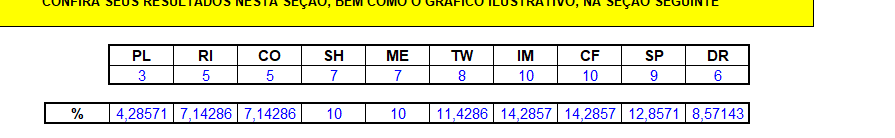 CONFIRA SEUS RESULTADOS NESTA SEÇÃO, BEM COMO O GRÁFICO ILUSTRATIVO, NA SEÇÃO SEGUINTE
PL RI CO SH ME TW IM CF SP DR
3 5 5 7 7 8 10 10 9 6
% 4,28571 7,14286 7,14286 10 10 11,4286 14,2857 14,2857 12,8571 8,57143